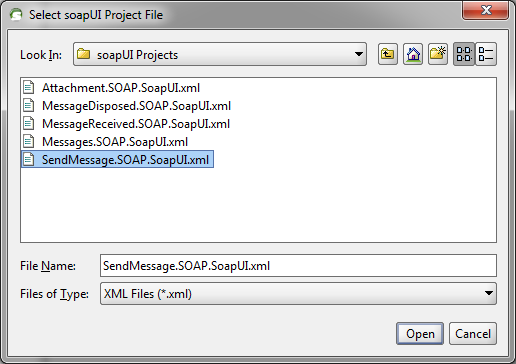 Select soapUI Project File
Look In: soapUI Projects
Attachment.SOAP.SoapUI.xml
MessageDisposed.SOAP.SoapUI.xml
MessageReceived.SOAP.SoapUI.xml
Messages.SOAP.SoapUI.xml
SendMessage.SOAP.SoapUI.xml
File Name: SendMessage.SOAP.SoapUI.xml
Files of Type: XML Files (*.xml)
Open Cancel